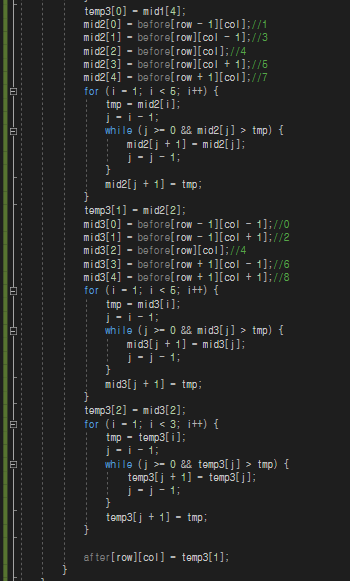 temp3[0] = mid1[4];
mid2[0] = before[row - 1][col];//1
mid2[1] = before[row][col - 1];//3
mid2[2] = before[row][col];//4
mid2[3] = before[row][col + 1];//5
mid2[4] = before[row + 1][col];//7
for (i = 1; i < 5; i++) {
tmp = mid2[i];
j = i - 1;
while (j >= 0 && mid2[j] > tmp) {
mid2[j + 1] = mid2[j];
j = j - 1;
}
mid2[j + 1] = tmp;
}
temp3[1] = mid2[2];
mid3[0] = before[row - 1][col - 1];//0
mid3[1] = before[row - 1][col + 1];//2
mid3[2] = before[row][col];//4
mid3[3] = before[row + 1][col - 1];//6
mid3[4] = before[row + 1][col + 1];//8
for (i = 1; i < 5; i++) {
tmp = mid3[i];
j = i - 1;
while (j >= 0 && mid3[j] > tmp) {
mid3[j + 1] = mid3[j];
j = j - 1;
}
mid3[j + 1] = tmp;
}
temp3[2] = mid3[2];
for (i = 1; i < 3; i++) {
tmp = temp3[i];
j = i - 1;
while (j >= 0 && temp3[j] > tmp) {
temp3[j + 1] = temp3[j];
j = j - 1;
}
temp3[j + 1] = tmp;
}
after[row][col] = temp3[1];
}